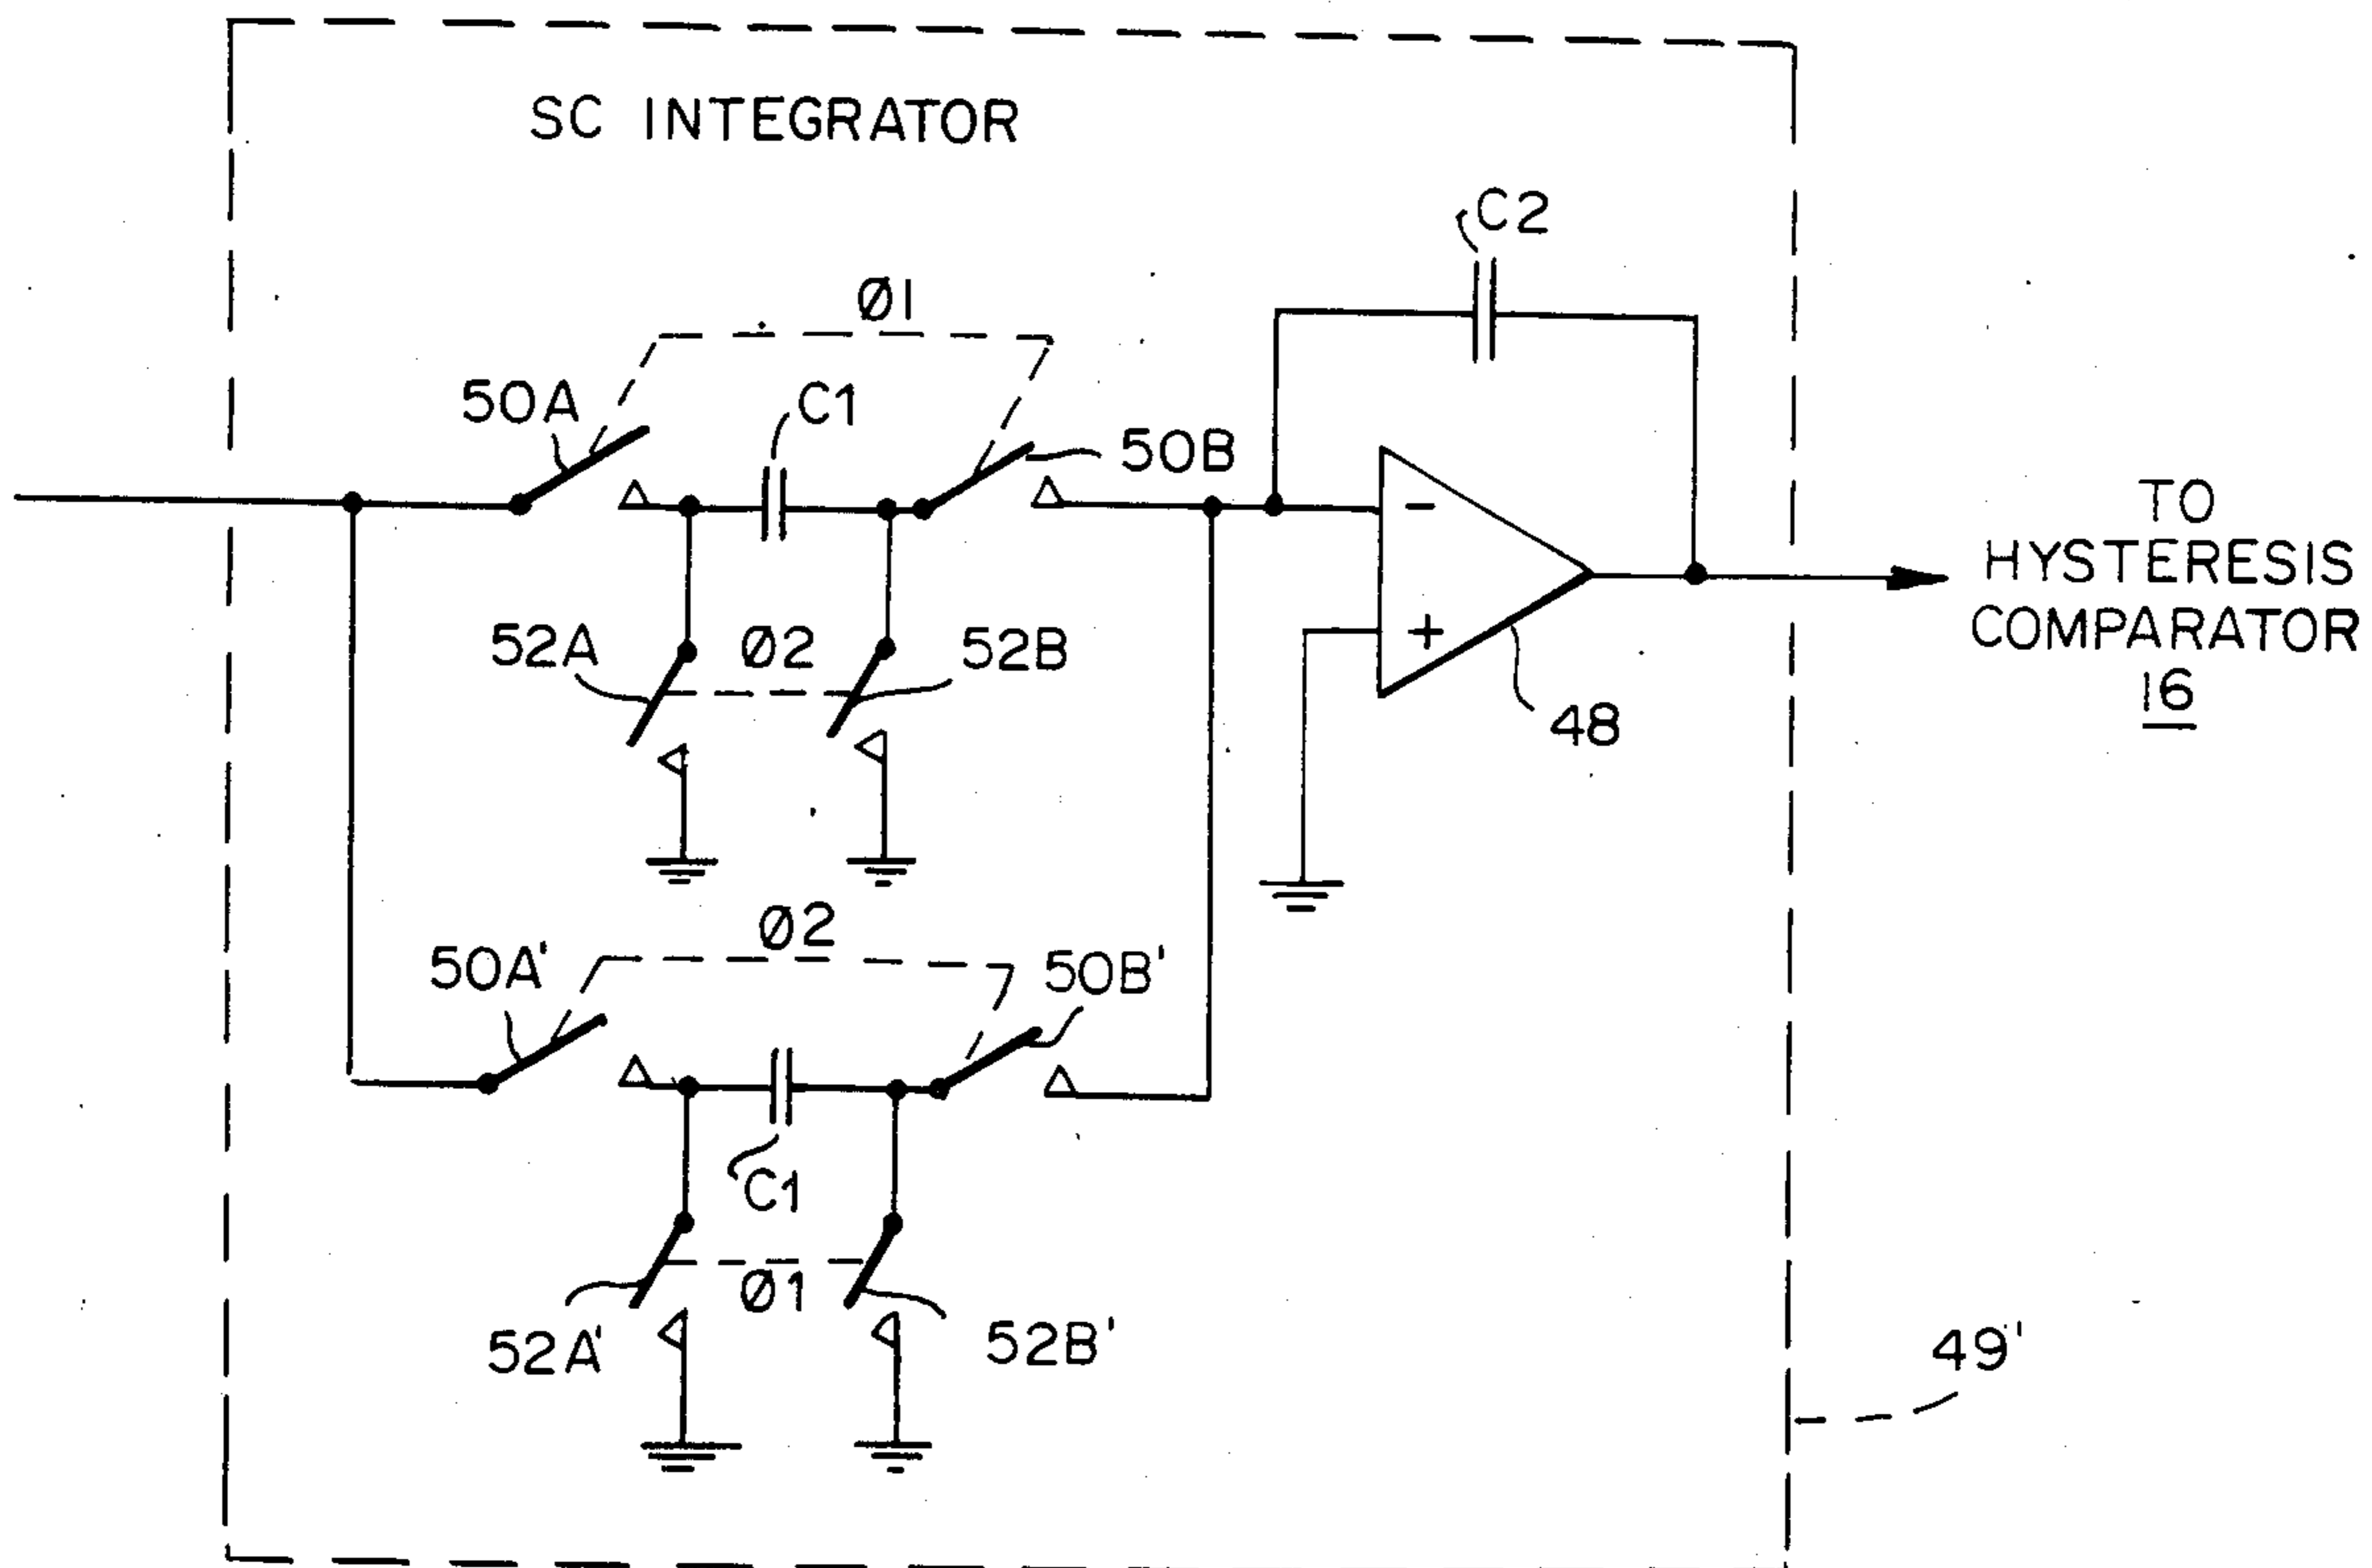 SC INTEGRATOR
C2
Ø1
50A
C1
50B
TO
HYSTERESIS
COMPARATOR
16
52A
Ø2
52B
-
+
48
Ø2
50A'
50B'
C1
Ø1
52A'
52B'
49'